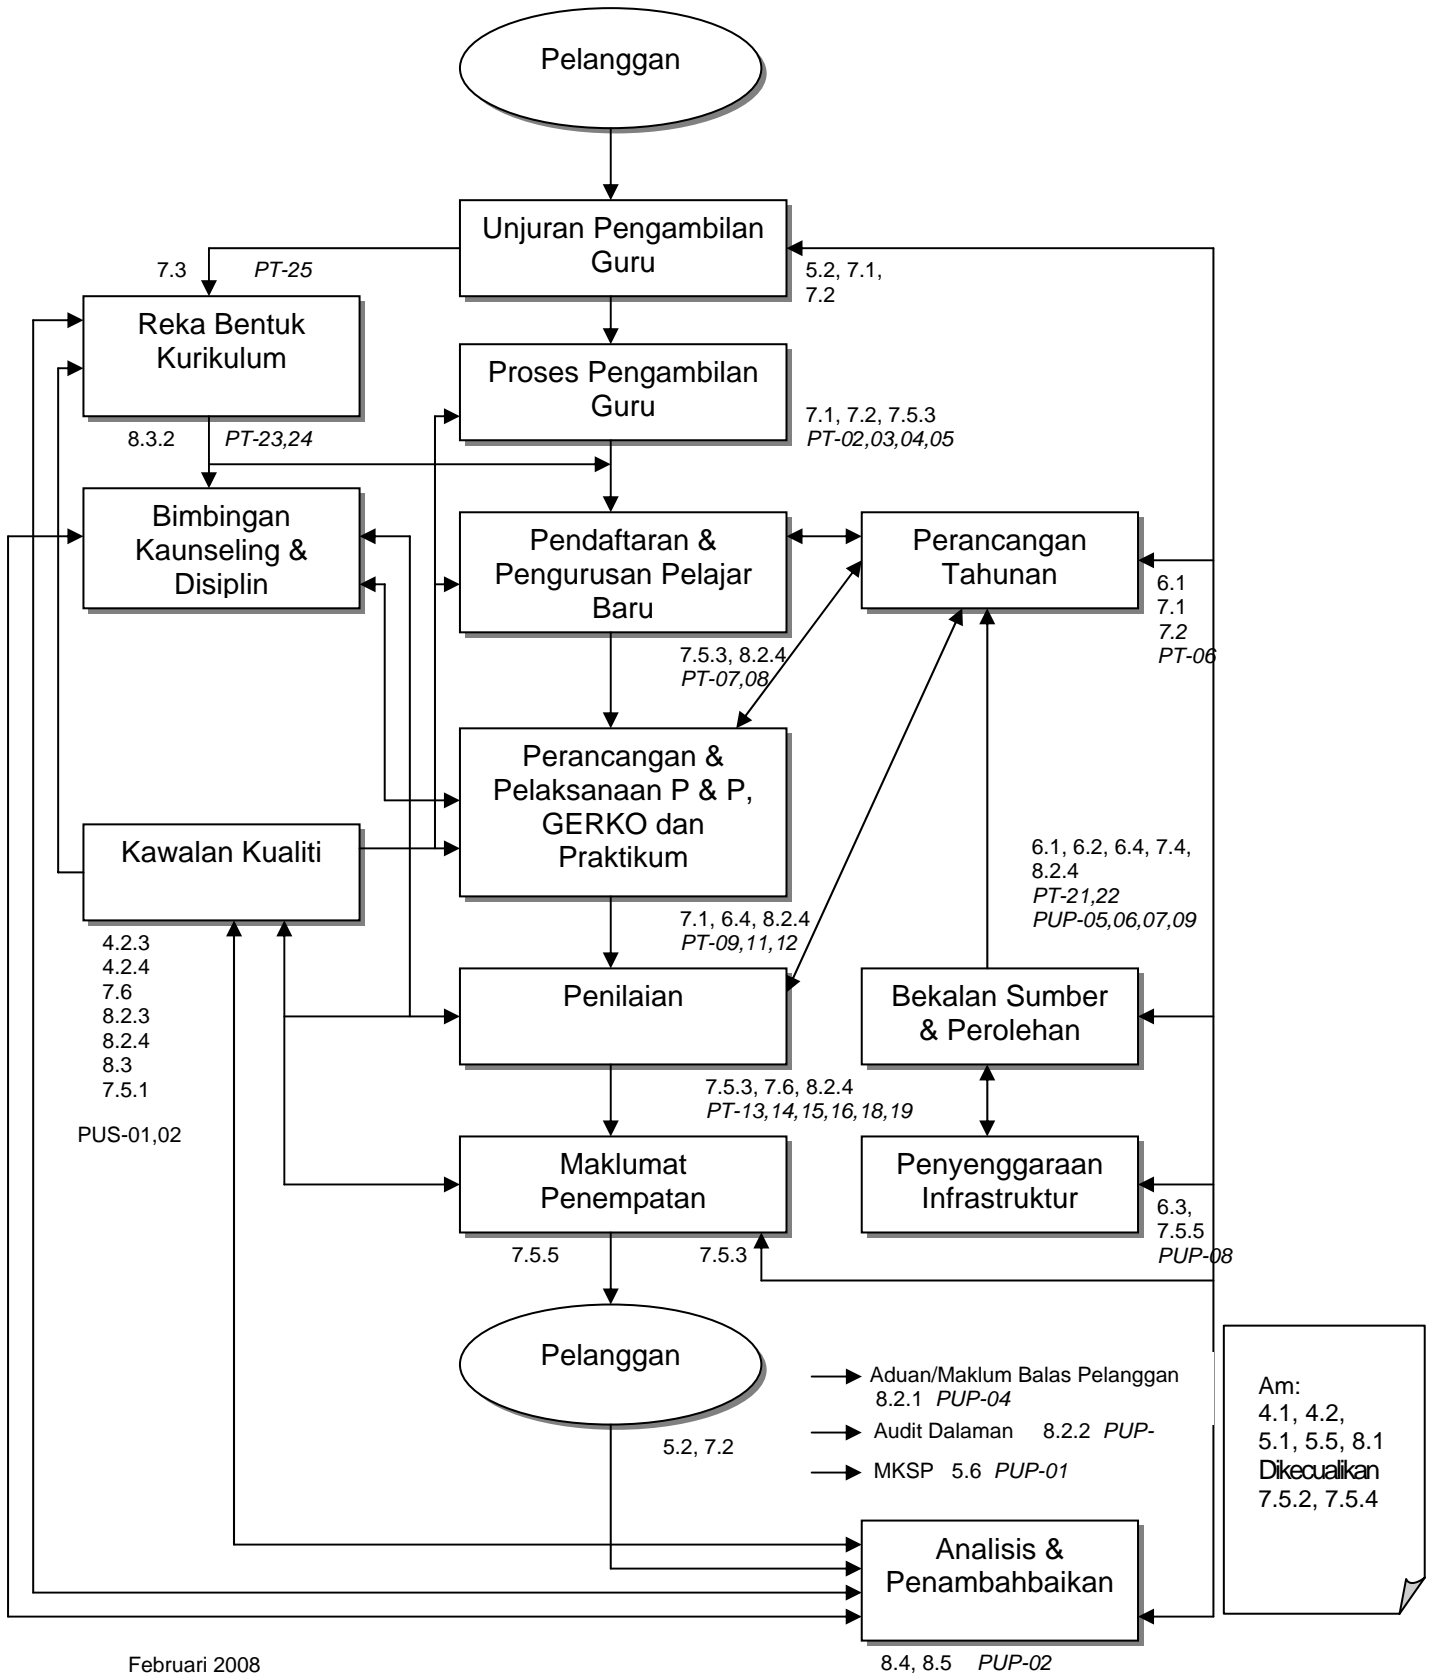 Pelanggan
Unjuran Pengambilan
Guru
7.3 PT-25
5.2, 7.1,
7.2
Reka Bentuk
Kurikulum
Proses Pengambilan
Guru
7.1, 7.2, 7.5.3
PT-02,03,04,05
8.3.2 PT-23,24
Bimbingan
Kaunseling &
Disiplin
Pendaftaran &
Pengurusan Pelajar
Baru
Perancangan
Tahunan
6.1
7.1
7.2
PT-06
7.5.3, 8.2.4
PT-07,08
Perancangan &
Pelaksanaan P & P,
GERKO dan
Praktikum
Kawalan Kualiti
6.1, 6.2, 6.4, 7.4,
8.2.4
PT-21,22
PUP-05,06,07,09
7.1, 6.4, 8.2.4
PT-09,11,12
4.2.3
4.2.4
7.6
8.2.3
8.2.4
8.3
7.5.1
PUS-01,02
Penilaian
Bekalan Sumber
& Perolehan
7.5.3, 7.6, 8.2.4
PT-13,14,15,16,18,19
Maklumat
Penempatan
Penyenggaraan
Infrastruktur
6.3,
7.5.5
PUP-08
7.5.5 7.5.3
Pelanggan
5.2, 7.2
Aduan/Maklum Balas Pelanggan
8.2.1 PUP-04
Audit Dalaman 8.2.2 PUP-
MKSP 5.6 PUP-01
Am:
4.1, 4.2,
5.1, 5.5, 8.1
Dikecualikan
7.5.2, 7.5.4
Analisis &
Penambahbaikan
8.4, 8.5 PUP-02
Februari 2008